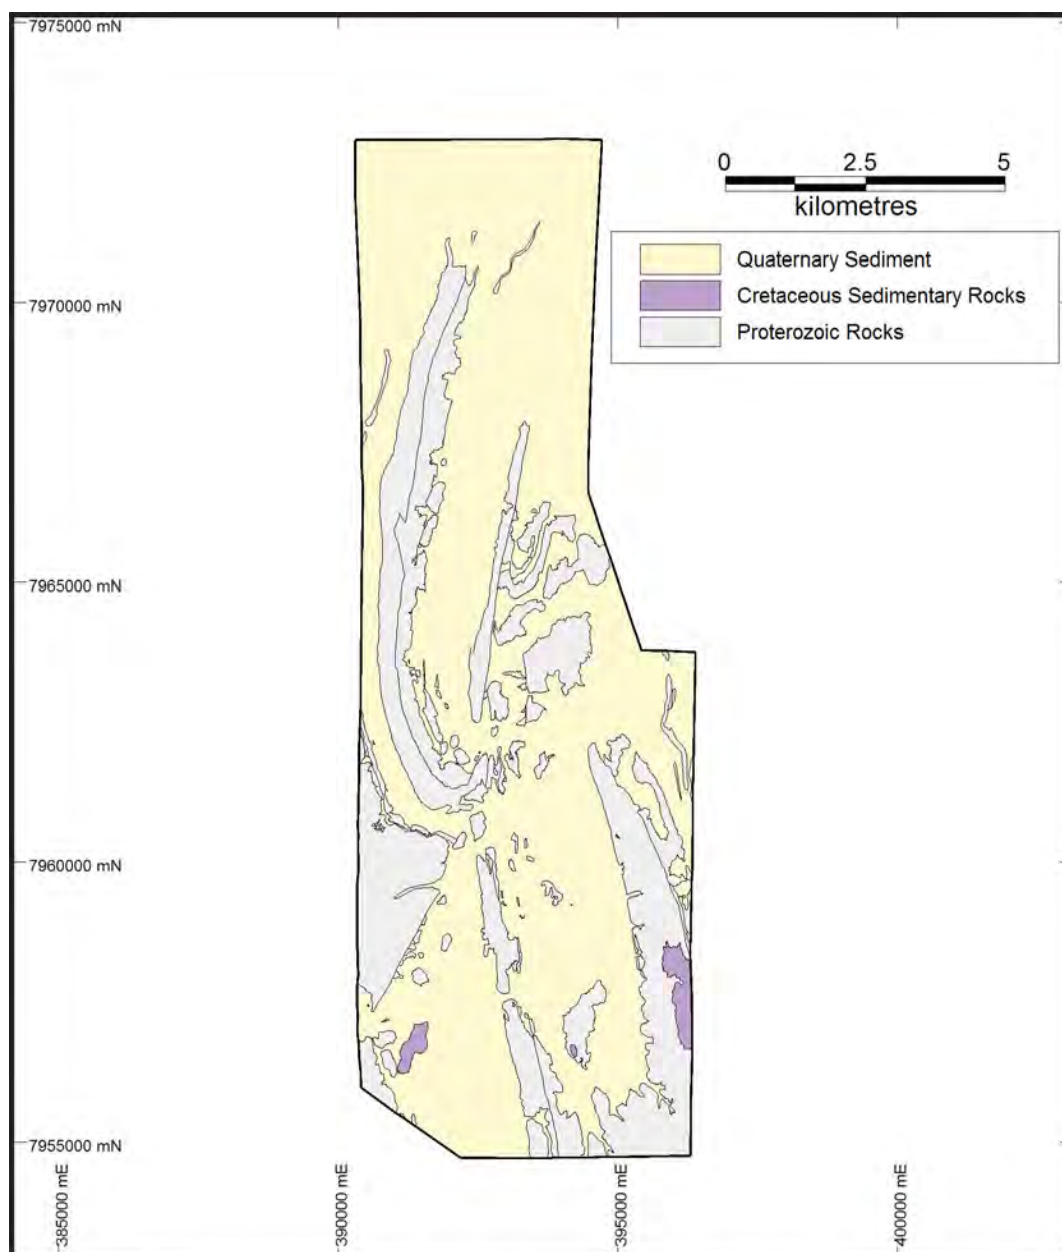 7975000 mN
0 2.5 5
kilometres
Quaternary Sediment
Cretaceous Sedimentary Rocks
Proterozoic Rocks
7970000 mN
7965000 mN
7960000 mN
7955000 mN
385000 mE
390000 mE
395000 mE
400000 mE